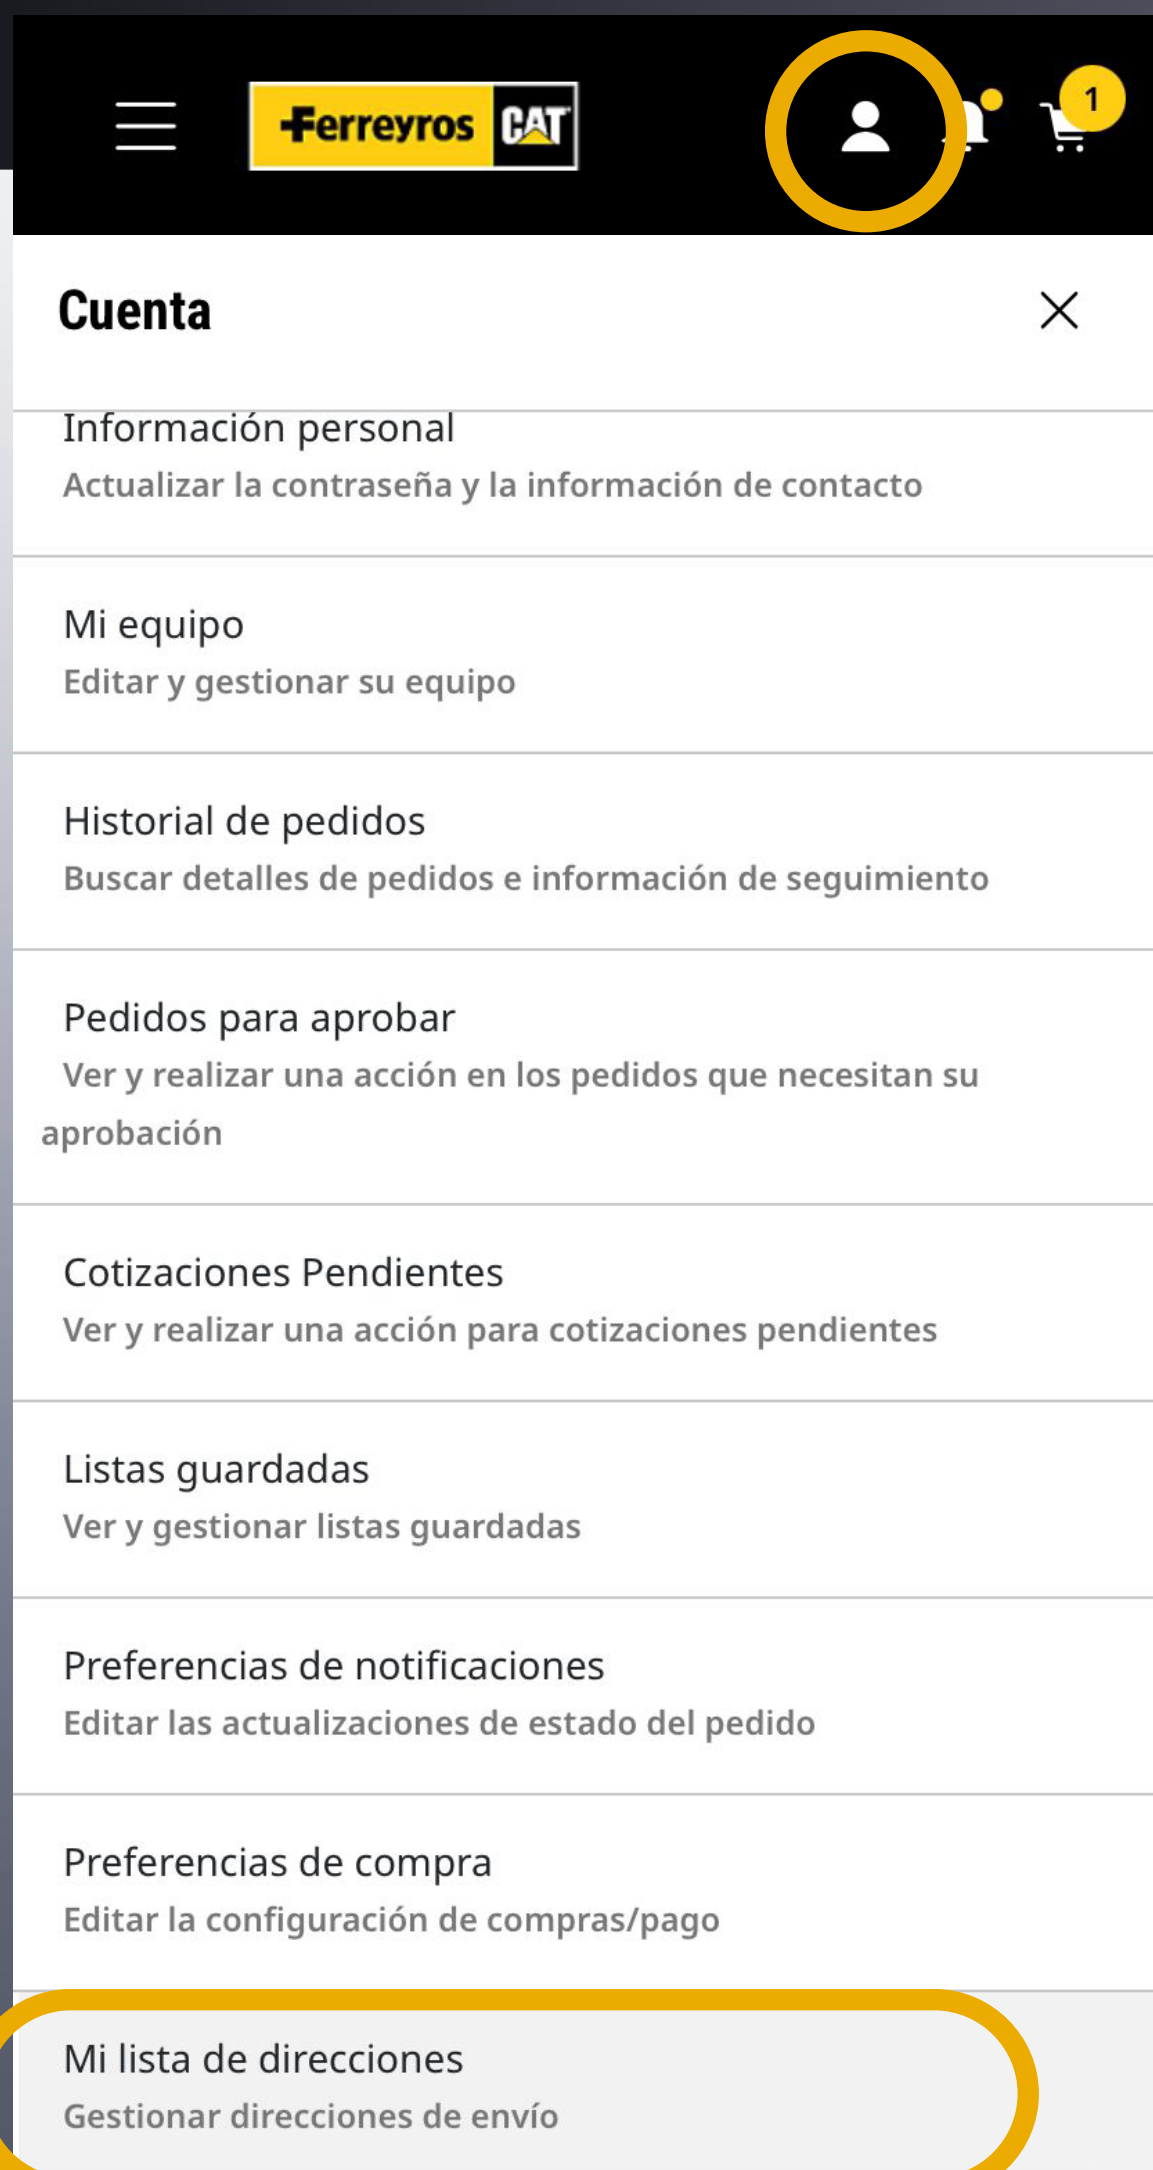 Ferreyros CAT
1
Cuenta
Información personal
Actualizar la contraseña y la información de contacto
Mi equipo
Editar y gestionar su equipo
Historial de pedidos
Buscar detalles de pedidos e información de seguimiento
Pedidos para aprobar
Ver y realizar una acción en los pedidos que necesitan su
aprobación
Cotizaciones Pendientes
Ver y realizar una acción para cotizaciones pendientes
Listas guardadas
Ver y gestionar listas guardadas
Preferencias de notificaciones
Editar las actualizaciones de estado del pedido
Preferencias de compra
Editar la configuración de compras/pago
Mi lista de direcciones
Gestionar direcciones de envío